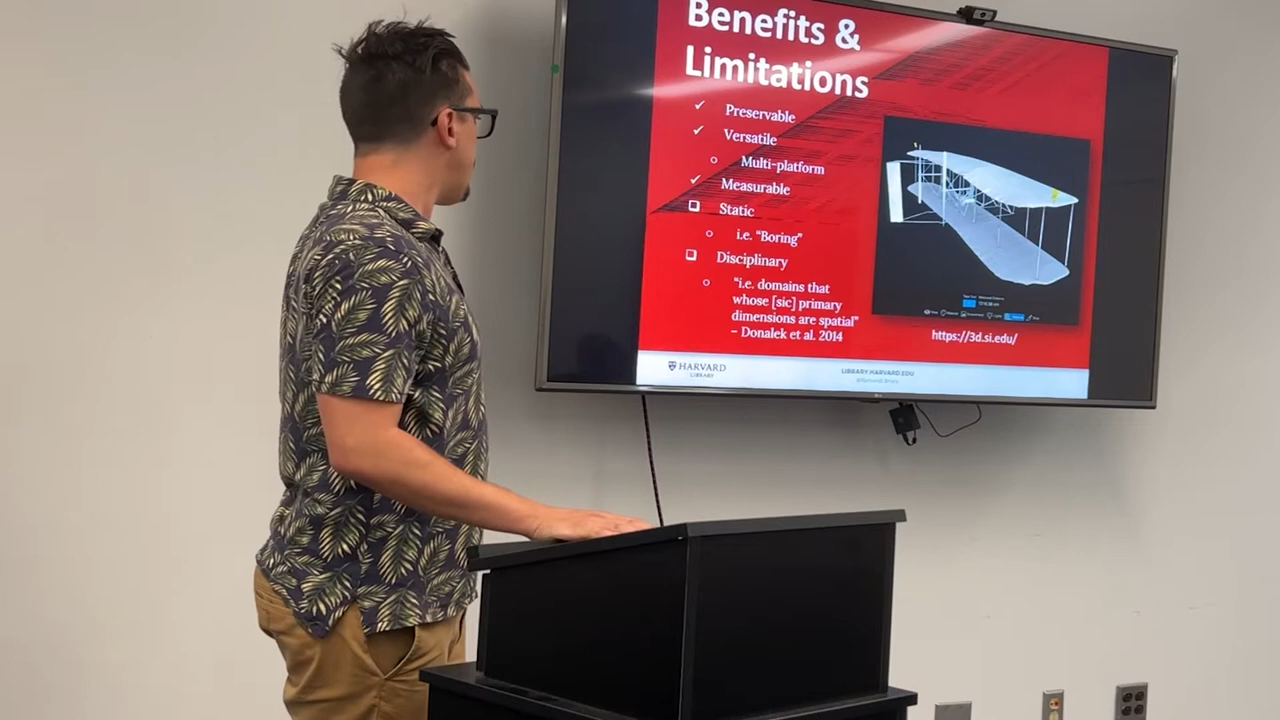 Benefits &
Limitations
Preservable
Versatile
Multi-platform
Measurable
Static
i.e. “Boring”
Disciplinary
“i.e. domains that
whose [sic] primary
dimensions are spatial”
– Donalek et al. 2014
https://3d.si.edu/
HARVARD
LIBRARY
LIBRARY.HARVARD.EDU